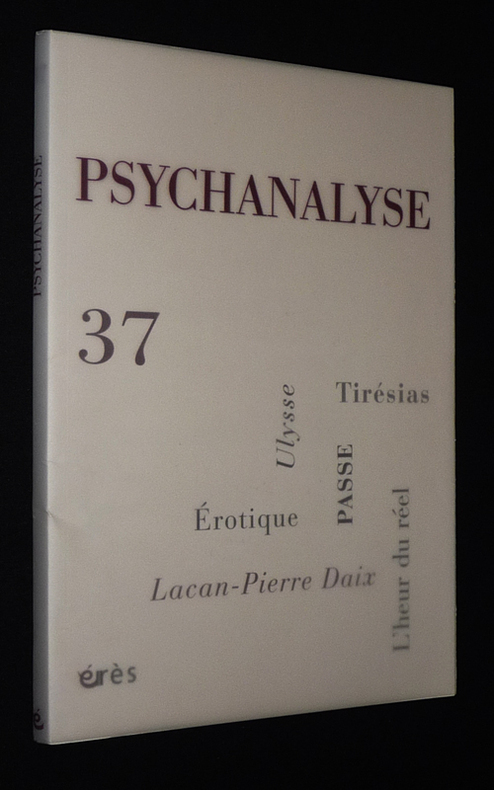 PSYCHANALYSE
PSYCHANALYSE
37
Ulysse
Tirésias
PASSE
Érotique
L'heur du réel
Lacan-Pierre Daix
érès
é